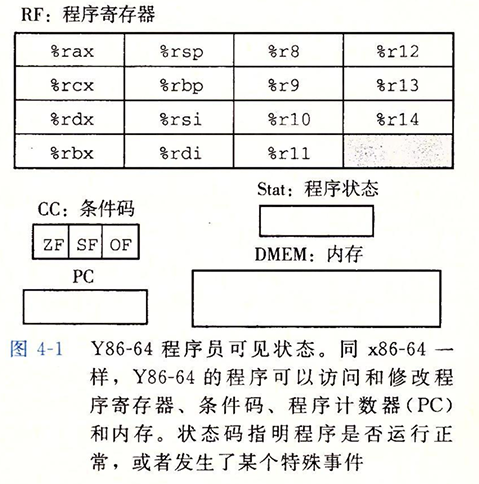 RF: 程序寄存器
%rax %rsp %r8 %r12
%rcx %rbp %r9 %r13
%rdx %rsi %r10 %r14
%rbx %rdi %r11
Stat: 程序状态
CC: 条件码
ZF SF OF
DMEM: 内存
PC
图 4-1 Y86-64 程序员可见状态。同 x86-64 一
样，Y86-64 的程序可以访问和修改程
序寄存器、条件码、程序计数器(PC)
和内存。状态码指明程序是否运行正
常，或者发生了某个特殊事件